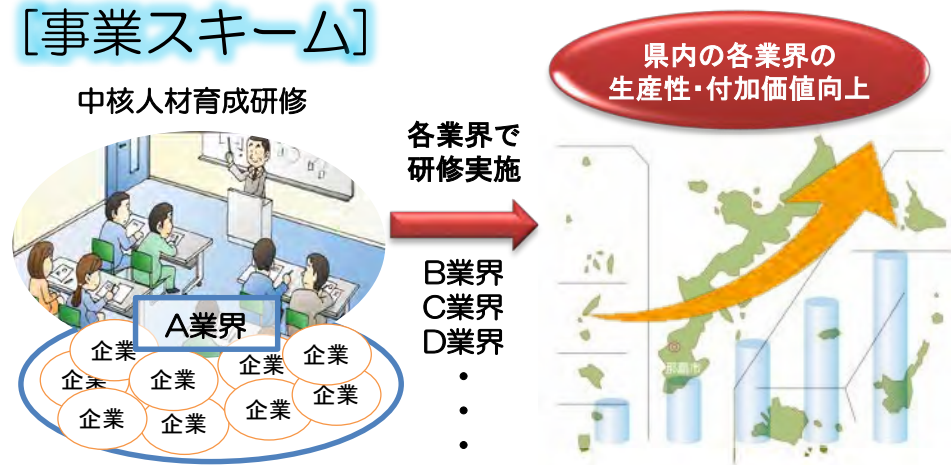 [事業スキーム]
中核人材育成研修
県内の各業界の
生産性・付加価値向上
各業界で
研修実施
A業界
企業
企業
企業
企業
企業
企業
企業
企業
企業
B業界
C業界
D業界
・
・
・
那覇市